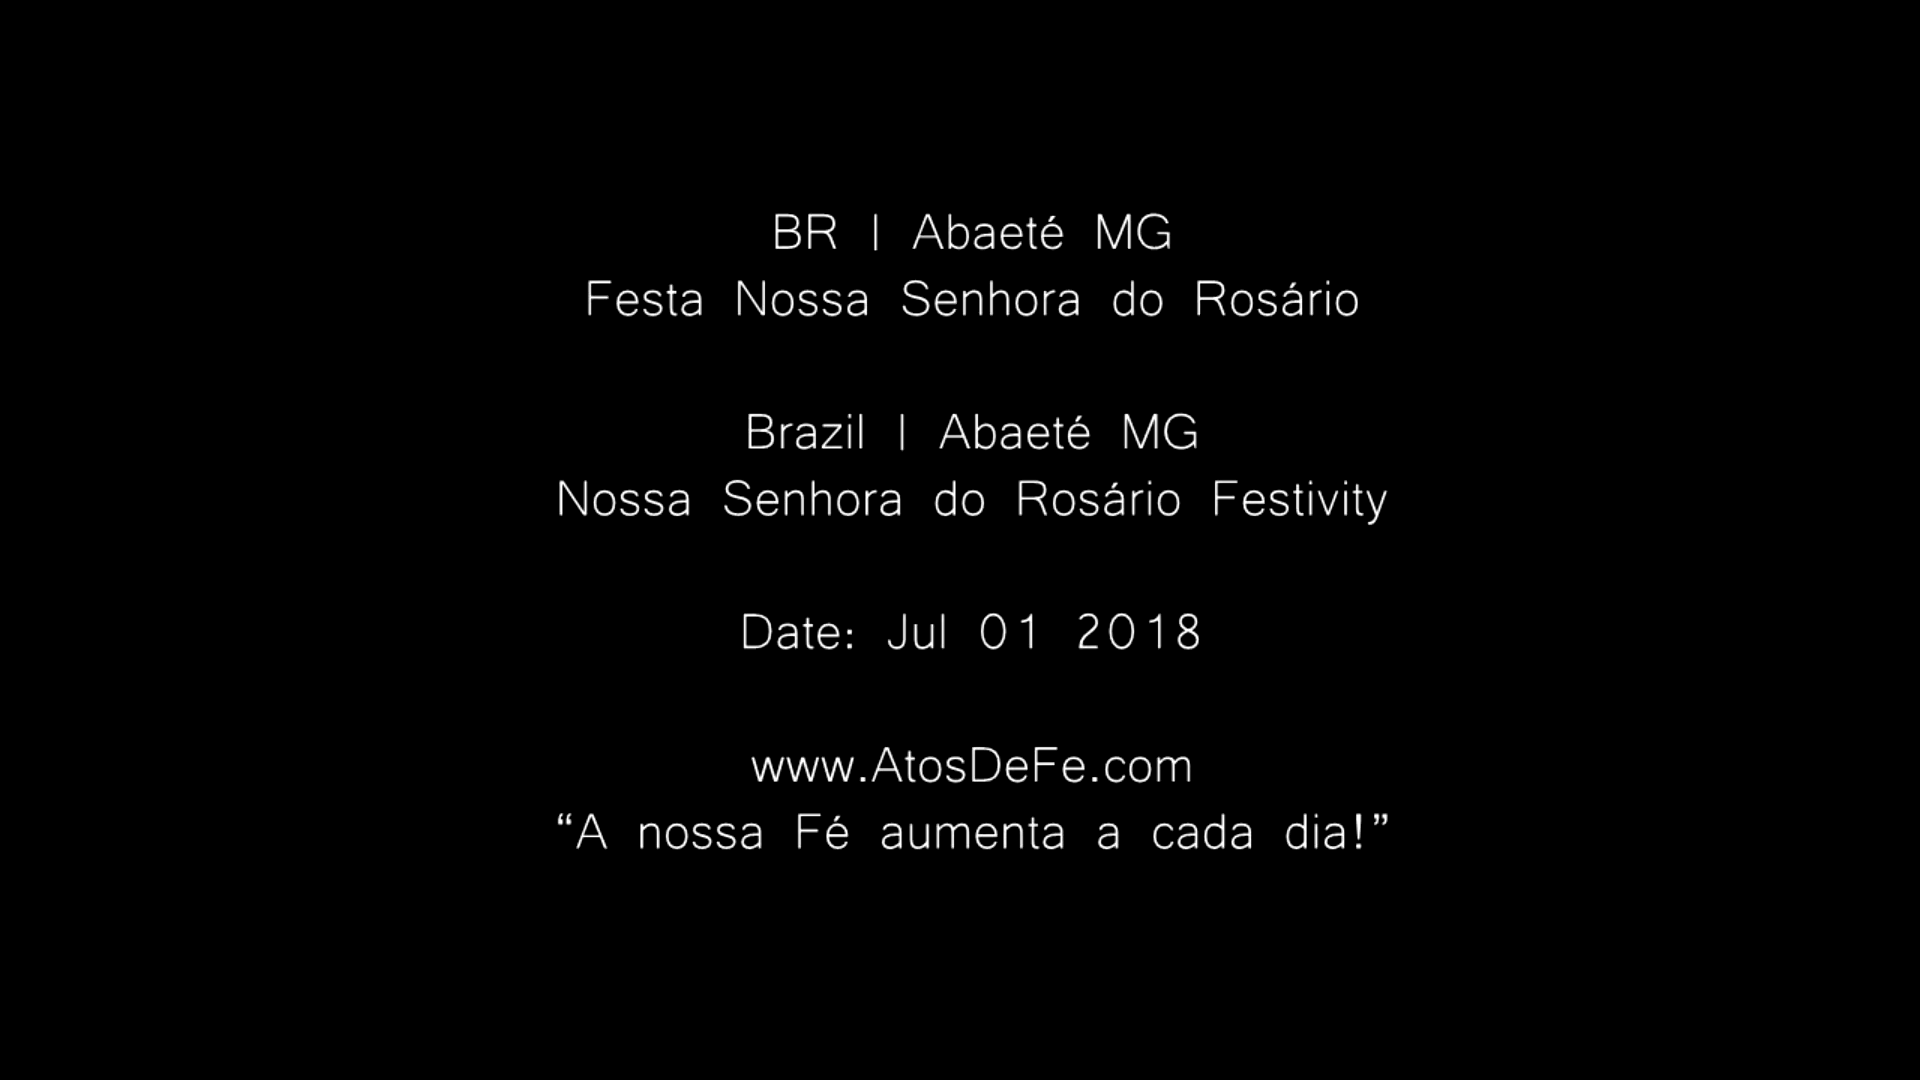 BR | Abaeté MG
Festa Nossa Senhora do Rosário
Brazil | Abaeté MG
Nossa Senhora do Rosário Festivity
Date: Jul 01 2018
www.AtosDeFe.com
“A nossa Fé aumenta a cada dia!”